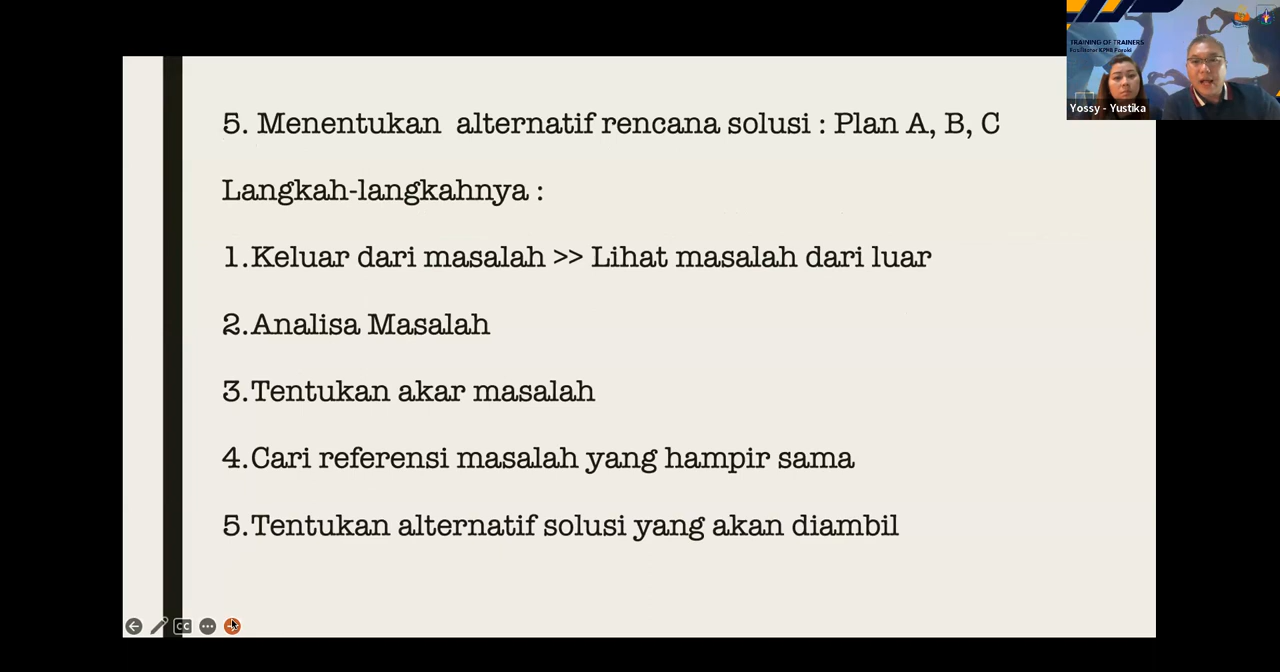 TRAINING OF TRAINERS
Yossy - Yustika
5. Menentukan  alternatif rencana solusi : Plan A, B, C
Langkah-langkahnya :
1.Keluar dari masalah >> Lihat masalah dari luar
2.Analisa Masalah
3.Tentukan akar masalah
4.Cari referensi masalah yang hampir sama
5.Tentukan alternatif solusi yang akan diambil
CC